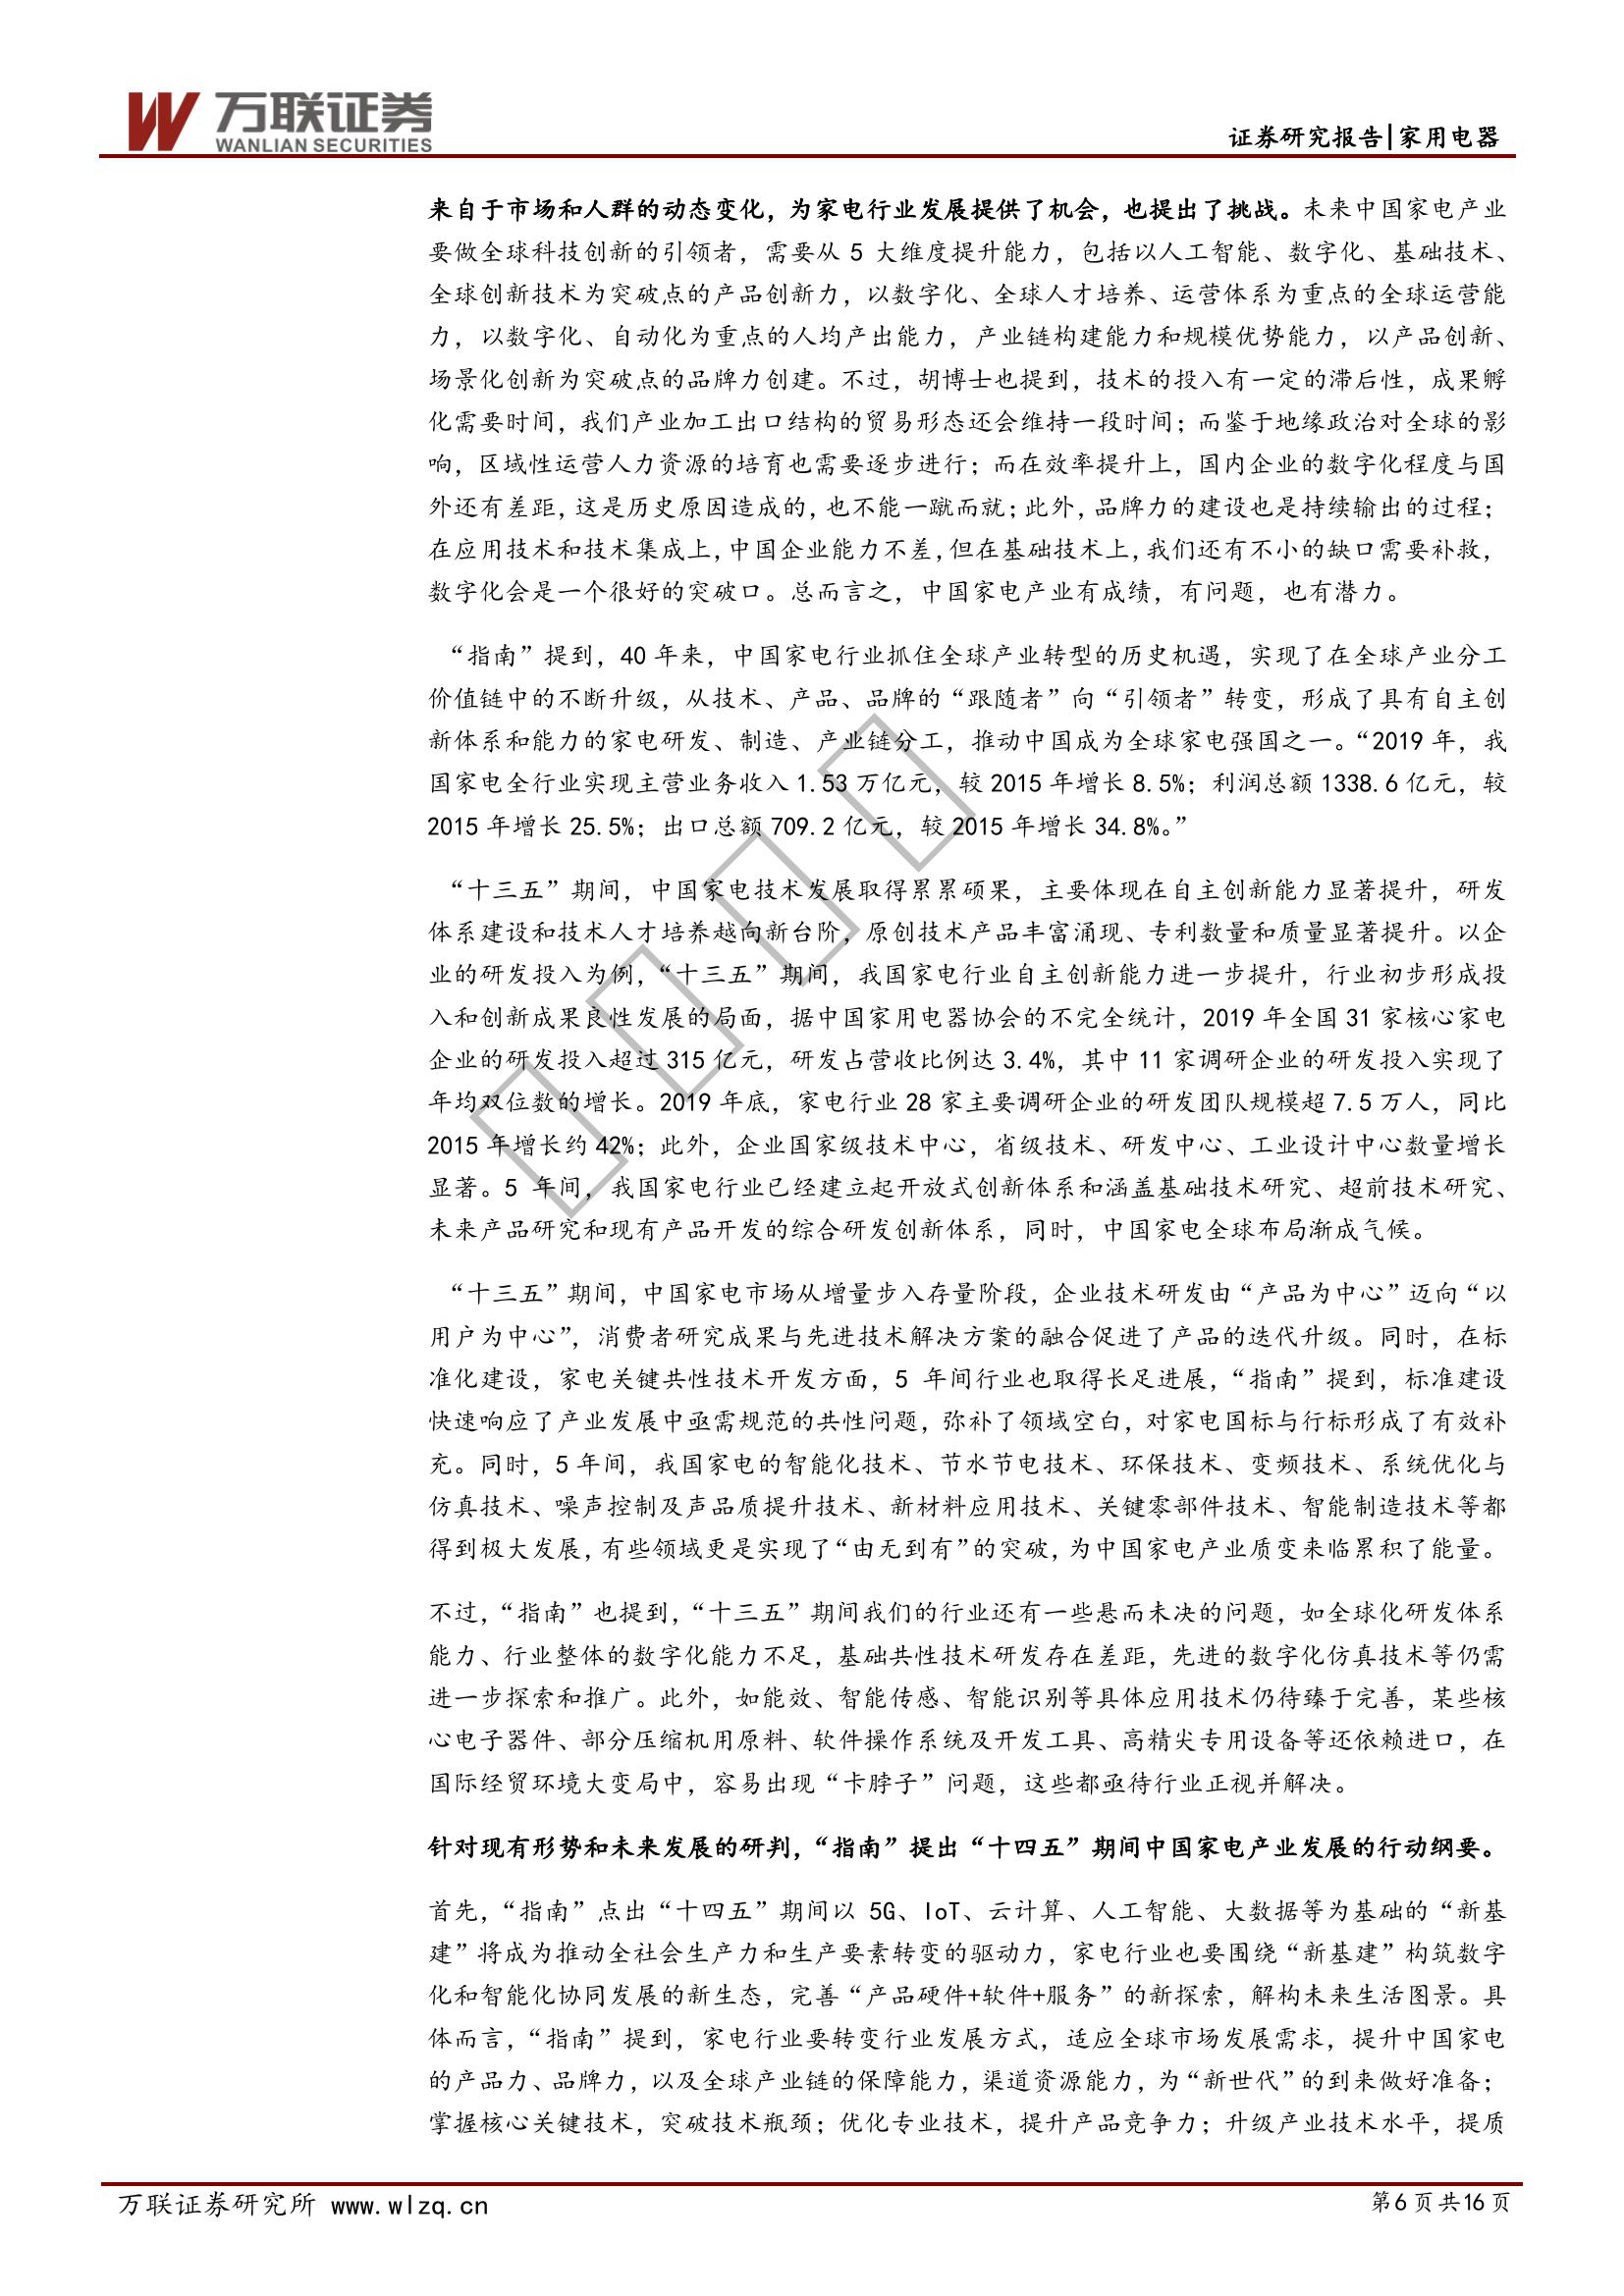 万联证券
WANLIAN SECURITIES
证券研究报告|家用电器
来自于市场和人群的动态变化，为家电行业发展提供了机会，也提出了挑战。未来中国家电产业
要做全球科技创新的引领者，需要从 5 大维度提升能力，包括以人工智能、数字化、基础技术、
全球创新技术为突破点的产品创新力，以数字化、全球人才培养、运营体系为重点的全球运营能
力，以数字化、自动化为重点的人均产出能力，产业链构建能力和规模优势能力，以产品创新、
场景化创新为突破点的品牌力创建。不过，胡博士也提到，技术的投入有一定的滞后性，成果孵
化需要时间，我们产业加工出口结构的贸易形态还会维持一段时间；而鉴于地缘政治对全球的影
响，区域性运营人力资源的培育也需要逐步进行；而在效率提升上，国内企业的数字化程度与国
外还有差距，这是历史原因造成的，也不能一蹴而就；此外，品牌力的建设也是持续输出的过程；
在应用技术和技术集成上，中国企业能力不差，但在基础技术上，我们还有不小的缺口需要补救，
数字化会是一个很好的突破口。总而言之，中国家电产业有成绩，有问题，也有潜力。
“指南”提到，40 年来，中国家电行业抓住全球产业转型的历史机遇，实现了在全球产业分工
价值链中的不断升级，从技术、产品、品牌的“跟随者”向“引领者”转变，形成了具有自主创
新体系和能力的家电研发、制造、产业链分工，推动中国成为全球家电强国之一。“2019 年，我
国家电全行业实现主营业务收入 1.53 万亿元，较 2015 年增长 8.5%；利润总额 1338.6 亿元，较
2015 年增长 25.5%；出口总额 709.2 亿元，较 2015 年增长 34.8%。”
“十三五”期间，中国家电技术发展取得累累硕果，主要体现在自主创新能力显著提升，研发
体系建设和技术人才培养越向新台阶，原创技术产品丰富涌现、专利数量和质量显著提升。以企
业的研发投入为例，“十三五”期间，我国家电行业自主创新能力进一步提升，行业初步形成投
入和创新成果良性发展的局面，据中国家用电器协会的不完全统计，2019 年全国 31 家核心家电
企业的研发投入超过 315 亿元，研发占营收比例达 3.4%，其中 11 家调研企业的研发投入实现了
年均双位数的增长。2019 年底，家电行业 28 家主要调研企业的研发团队规模超 7.5 万人，同比
2015 年增长约 42%；此外，企业国家级技术中心，省级技术、研发中心、工业设计中心数量增长
显著。5 年间，我国家电行业已经建立起开放式创新体系和涵盖基础技术研究、超前技术研究、
未来产品研究和现有产品开发的综合研发创新体系，同时，中国家电全球布局渐成气候。
“十三五”期间，中国家电市场从增量步入存量阶段，企业技术研发由“产品为中心”迈向“以
用户为中心”，消费者研究成果与先进技术解决方案的融合促进了产品的迭代升级。同时，在标
准化建设，家电关键共性技术开发方面，5 年间行业也取得长足进展，“指南”提到，标准建设
快速响应了产业发展中亟需规范的共性问题，弥补了领域空白，对家电国标与行标形成了有效补
充。同时，5 年间，我国家电的智能化技术、节水节电技术、环保技术、变频技术、系统优化与
仿真技术、噪声控制及声品质提升技术、新材料应用技术、关键零部件技术、智能制造技术等都
得到极大发展，有些领域更是实现了“由无到有”的突破，为中国家电产业质变来临累积了能量。
不过，“指南”也提到，“十三五”期间我们的行业还有一些悬而未决的问题，如全球化研发体系
能力、行业整体的数字化能力不足，基础共性技术研发存在差距，先进的数字化仿真技术等仍需
进一步探索和推广。此外，如能效、智能传感、智能识别等具体应用技术仍待臻于完善，某些核
心电子器件、部分压缩机用原料、软件操作系统及开发工具、高精尖专用设备等还依赖进口，在
国际经贸环境大变局中，容易出现“卡脖子”问题，这些都亟待行业正视并解决。
针对现有形势和未来发展的研判，“指南”提出“十四五”期间中国家电产业发展的行动纲要。
首先，“指南”点出“十四五”期间以 5G、IoT、云计算、人工智能、大数据等为基础的“新基
建”将成为推动全社会生产力和生产要素转变的驱动力，家电行业也要围绕“新基建”构筑数字
化和智能化协同发展的新生态，完善“产品硬件+软件+服务”的新探索，解构未来生活图景。具
体而言，“指南”提到，家电行业要转变行业发展方式，适应全球市场发展需求，提升中国家电
的产品力、品牌力，以及全球产业链的保障能力，渠道资源能力，为“新世代”的到来做好准备；
掌握核心关键技术，突破技术瓶颈；优化专业技术，提升产品竞争力；升级产业技术水平，提质
万联证券研究所 www.wlzq.cn
第 6 页 共 16 页